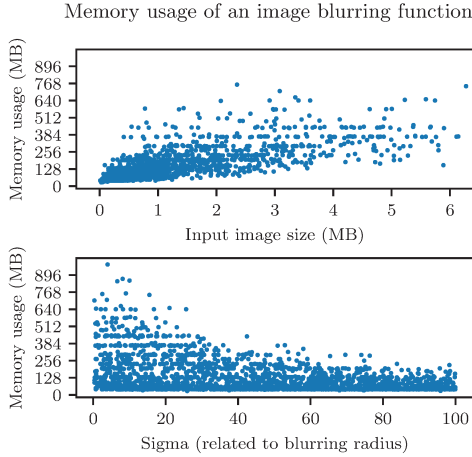 Memory usage of an image blurring function
Memory usage (MB)
896
768
640
512
384
256
128
0
0 1 2 3 4 5 6
Input image size (MB)
Memory usage (MB)
896
768
640
512
384
256
128
0
0 20 40 60 80 100
Sigma (related to blurring radius)